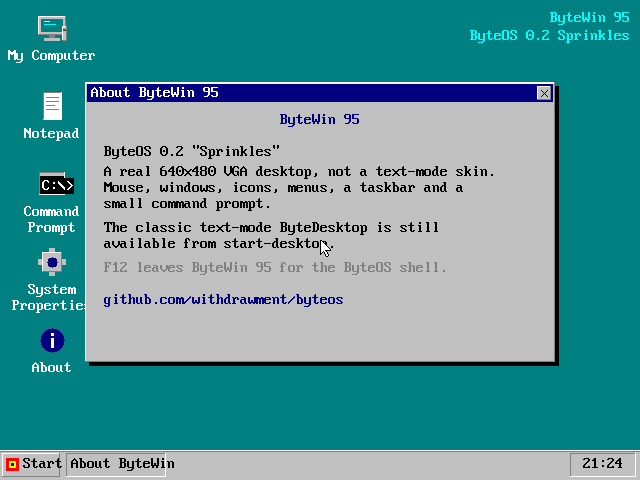 ByteWin 95
ByteOS 0.2 Sprinkles
My Computer
Notepad
C:\>
Command
Prompt
System
Properties
i
About
About ByteWin 95
ByteWin 95
ByteOS 0.2 "Sprinkles"
A real 640x480 VGA desktop, not a text-mode skin.
Mouse, windows, icons, menus, a taskbar and a
small command prompt.
The classic text-mode ByteDesktop is still
available from start-desktop.
F12 leaves ByteWin 95 for the ByteOS shell.
github.com/withdrawment/byteos
Start
About ByteWin
21:24